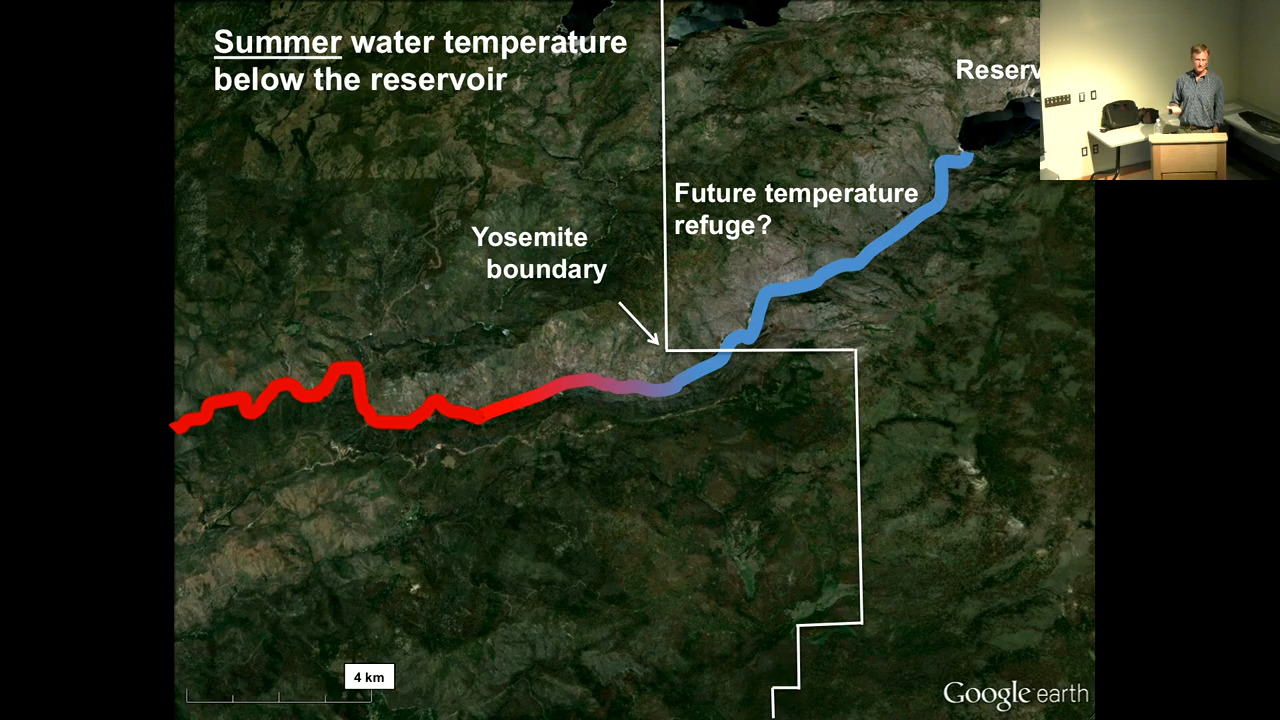 Summer water temperature
below the reservoir
Reserv
Future temperature
refuge?
Yosemite
boundary
4 km
Google earth